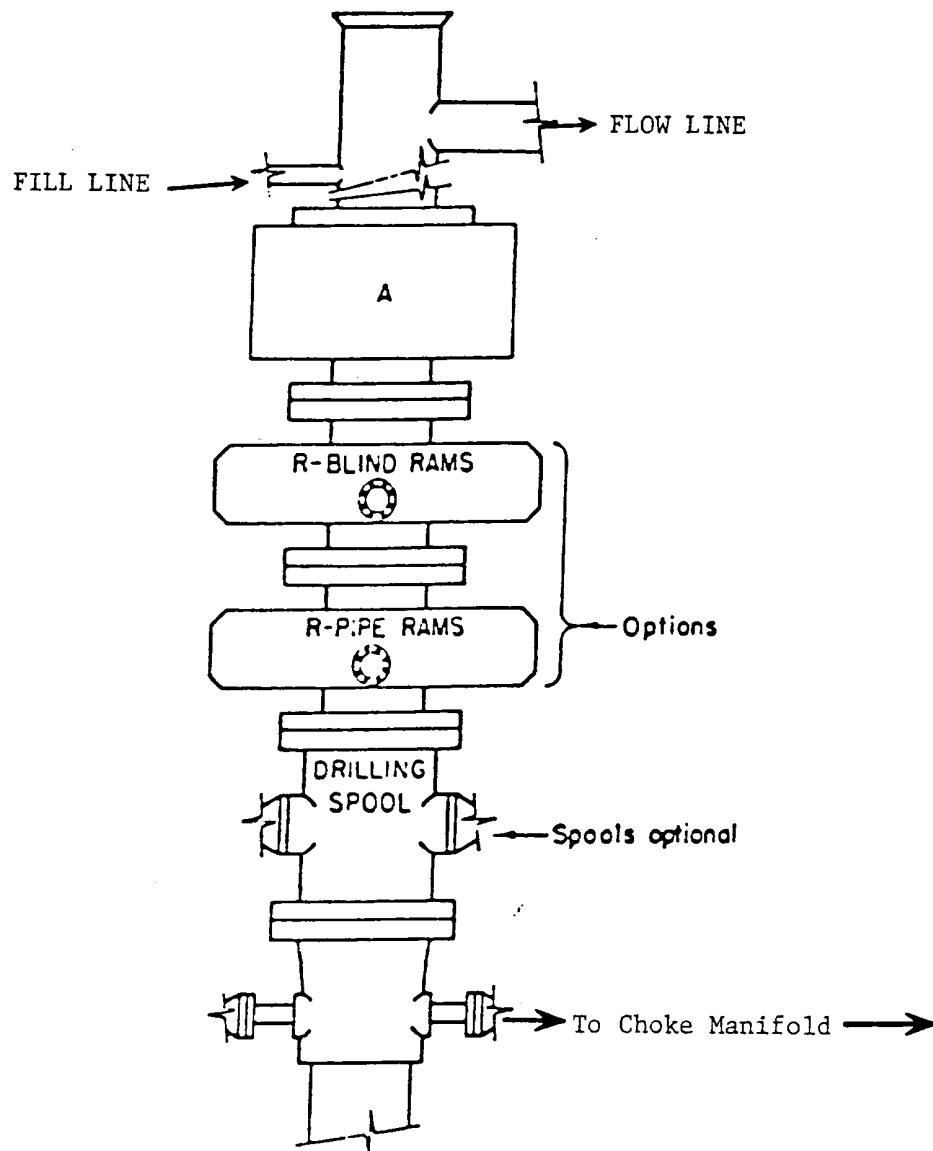 FLOW LINE
FILL LINE
A
R-BLIND RAMS
R-PIPE RAMS
Options
DRILLING
SPOOL
Spools optional
To Choke Manifold